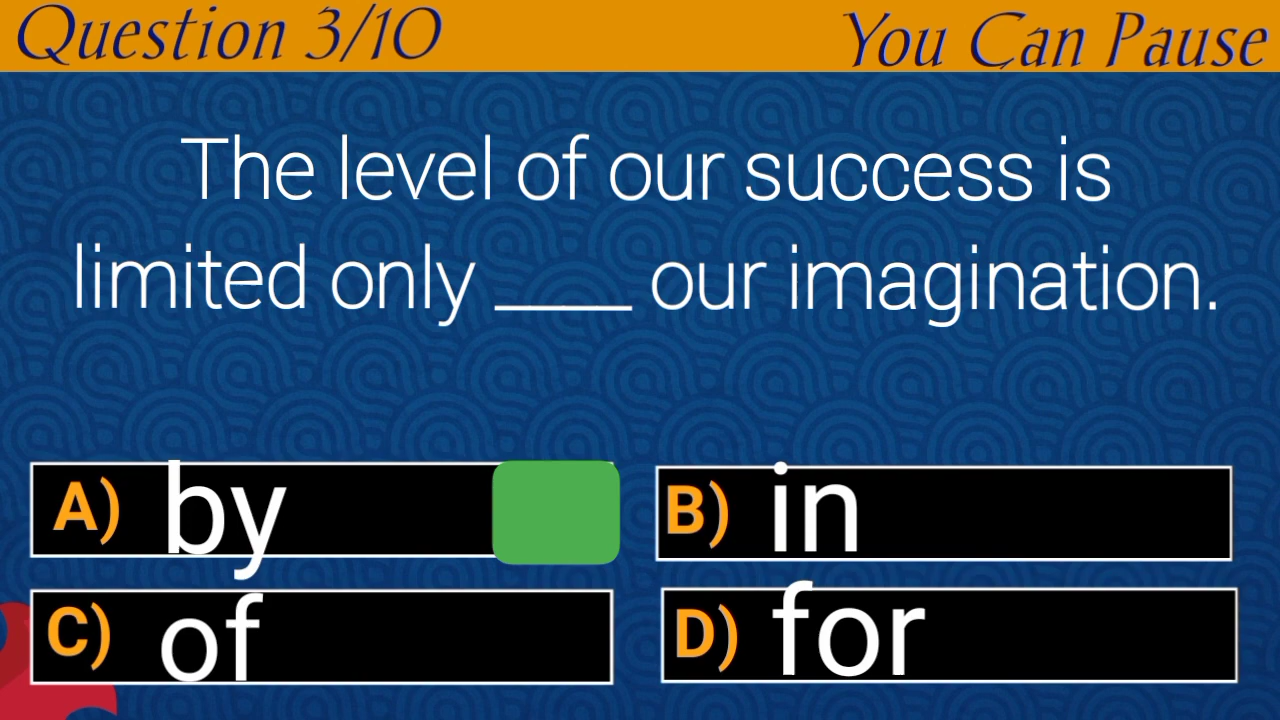 Question 3/10
You Can Pause
The level of our success is
limited only ____ our imagination.
A) by
B) in
C) of
D) for